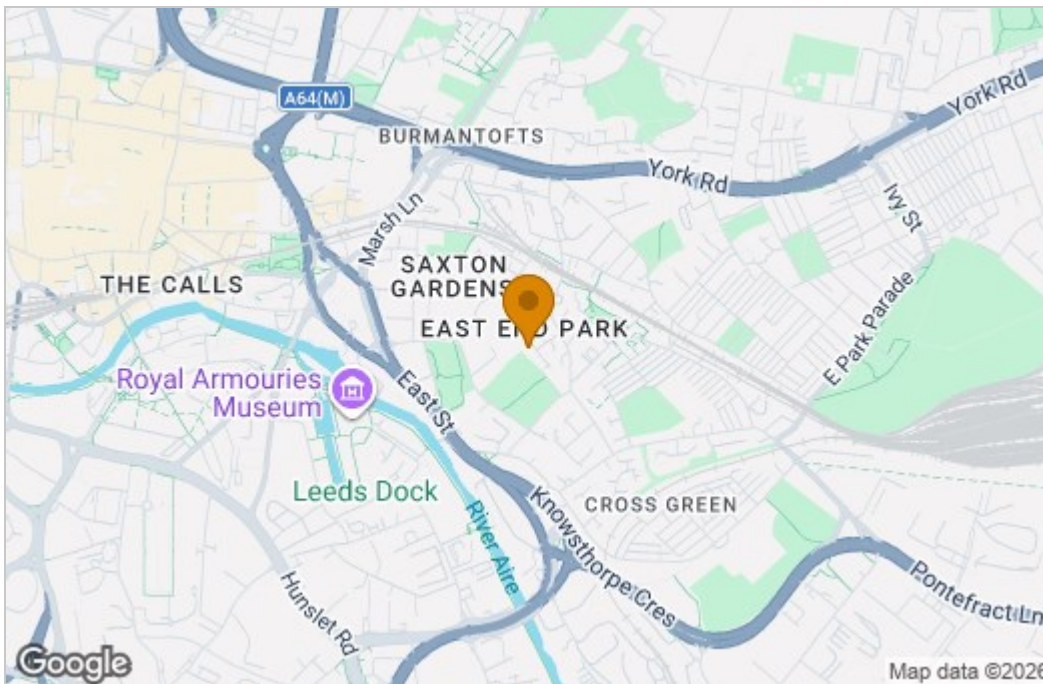 A64(M)
BURMANTOFTS
York Rd
York Rd
Ivy St
Marsh Ln
SAXTON
GARDENS
THE CALLS
EAST END PARK
E Park Parade
Royal Armouries
Museum
East St
Leeds Dock
River Aire
CROSS GREEN
Knowsthorpe Cres
Pontefract Ln
Hunslet Rd
Google
Map data ©2026